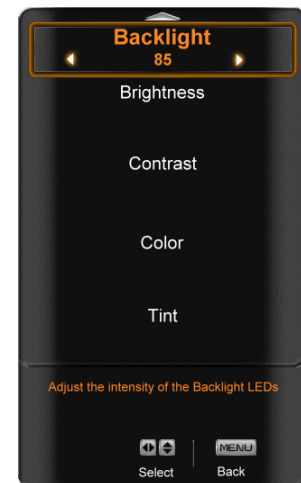 Backlight
85
Brightness
Contrast
Color
Tint
Adjust the intensity of the Backlight LEDs
MENU
Select Back